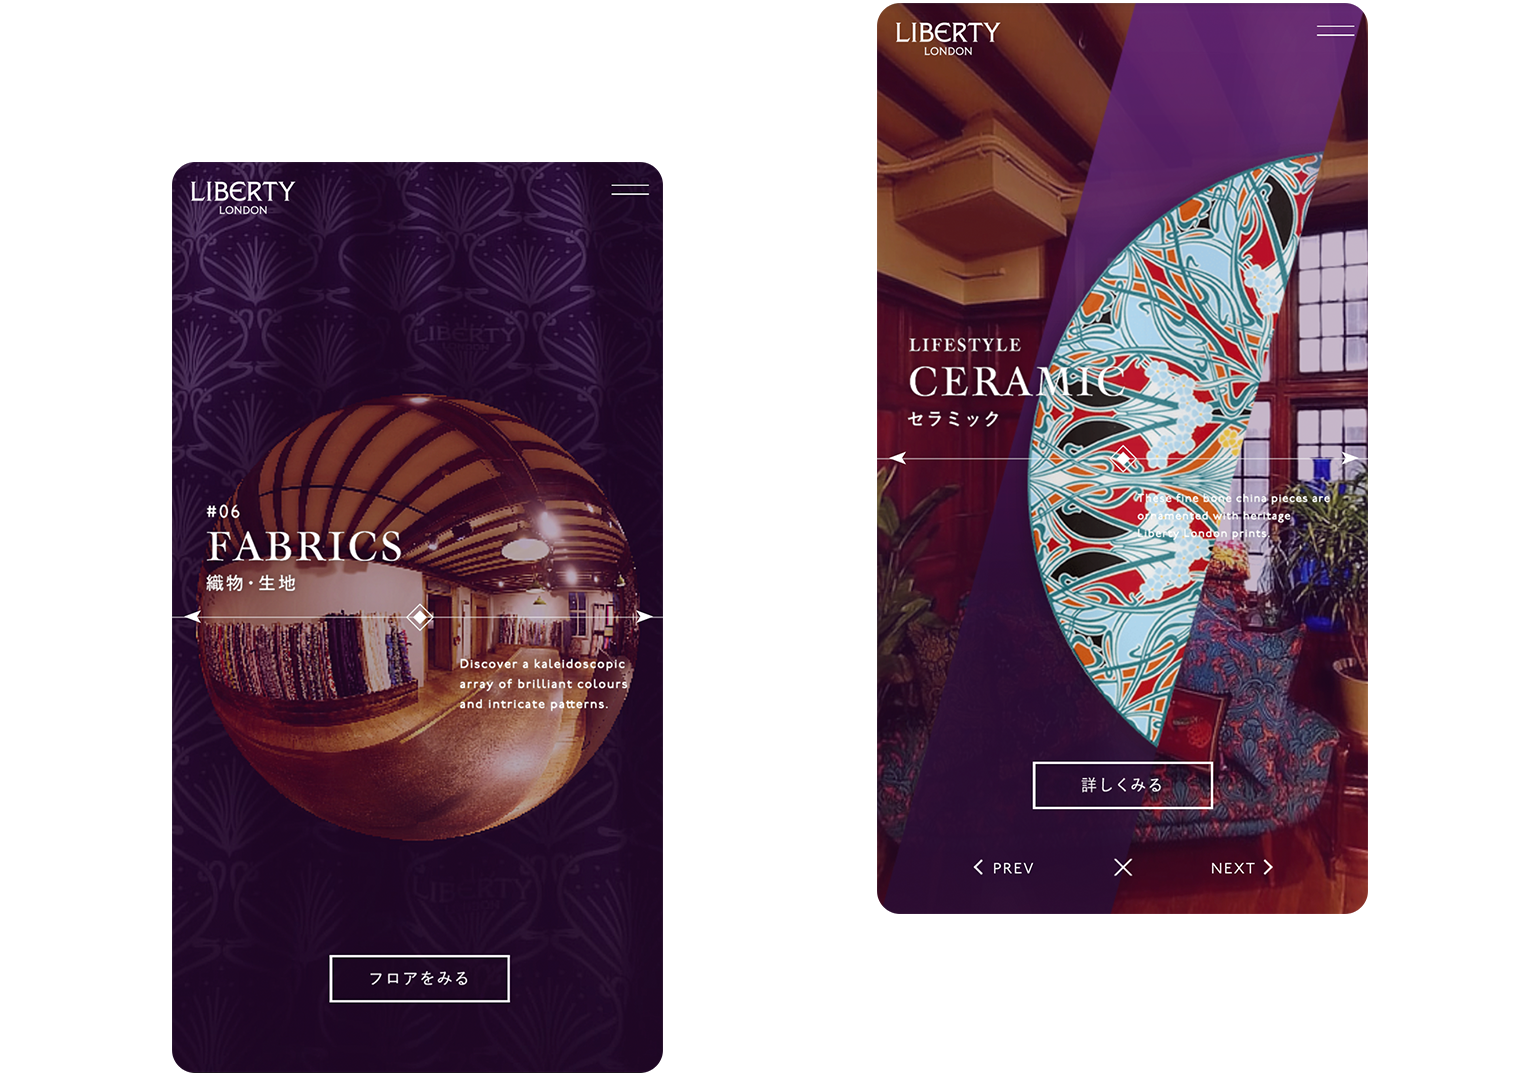 LIBERTY
LONDON
#06
FABRICS
織物・生地
Discover a kaleidoscopic
array of brilliant colours
and intricate patterns.
フロアをみる
LIBERTY
LONDON
LIFESTYLE
CERAMIC
セラミック
These fine bone china pieces are
ornamented with heritage
Liberty London prints.
詳しくみる
PREV
NEXT